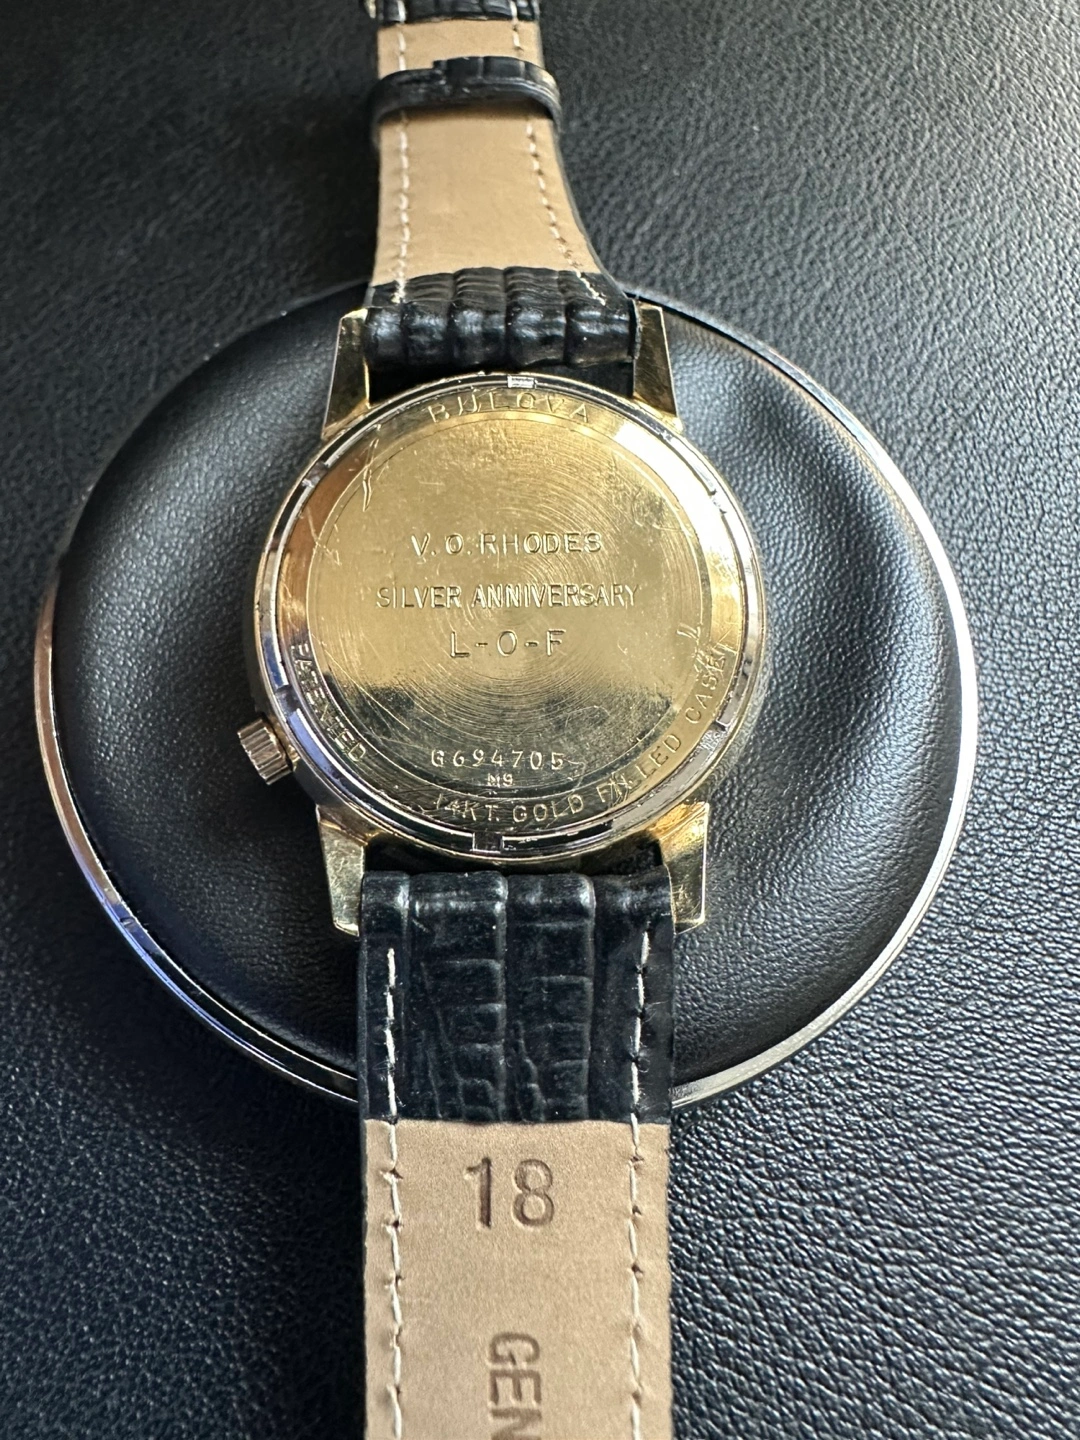 BULOVA
V. O. RHODES
SILVER ANNIVERSARY
L-O-F
PATENTED
G694705
M9
14KT. GOLD FILLED CASE
18
GEN